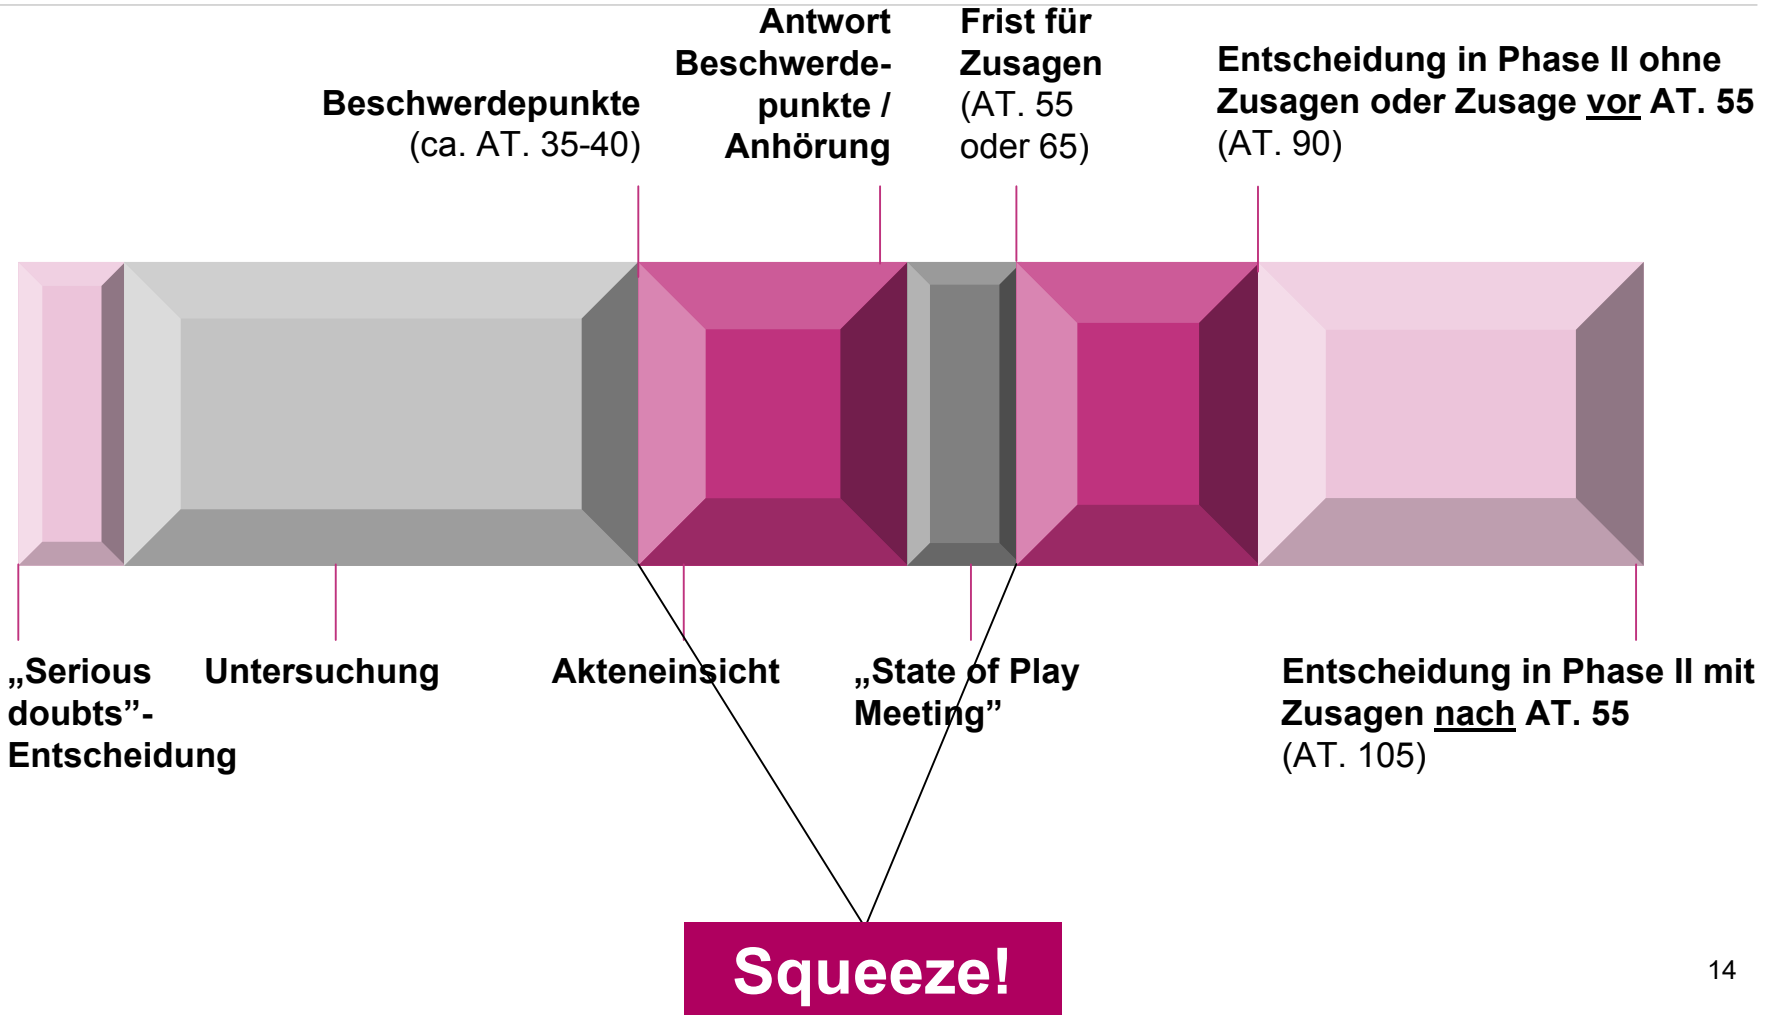 Beschwerdepunkte
(ca. AT. 35-40)
Antwort
Beschwerde-
punkte /
Anhörung
Frist für
Zusagen
(AT. 55
oder 65)
Entscheidung in Phase II ohne
Zusagen oder Zusage vor AT. 55
(AT. 90)
„Serious
doubts”-
Entscheidung
Untersuchung
Akteneinsicht
„State of Play
Meeting”
Entscheidung in Phase II mit
Zusagen nach AT. 55
(AT. 105)
Squeeze!
14